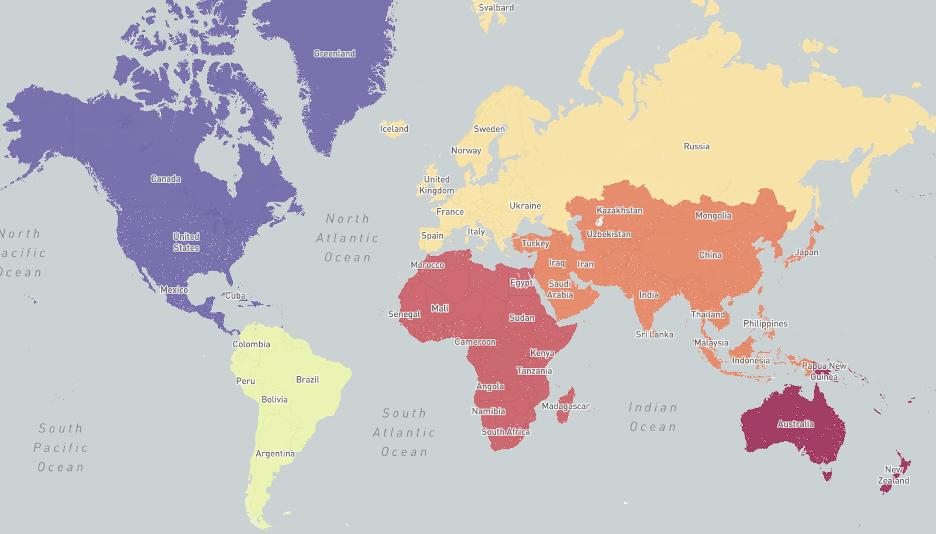 Svalbard
Greenland
Iceland
Sweden
Norway
Russia
Canada
United
Kingdom
France
Ukraine
Kazakhstan
Mongolia
North
Atlantic
Ocean
North
acific
Ocean
United
States
Spain
Italy
Turkey
Uzbekistan
China
Japan
Morocco
Iraq
Iran
Egypt
Saudi
Arabia
India
Mexico
Cuba
Senegal
Mali
Sudan
Thailand
Philippines
Sri Lanka
Colombia
Cameroon
Kenya
Malaysia
Indonesia
Papua New
Guinea
Peru
Brazil
Tanzania
Angola
Bolivia
Namibia
Madagascar
Indian
Ocean
South
Atlantic
Ocean
South
Pacific
Ocean
South Africa
Australia
Argentina
New
Zealand